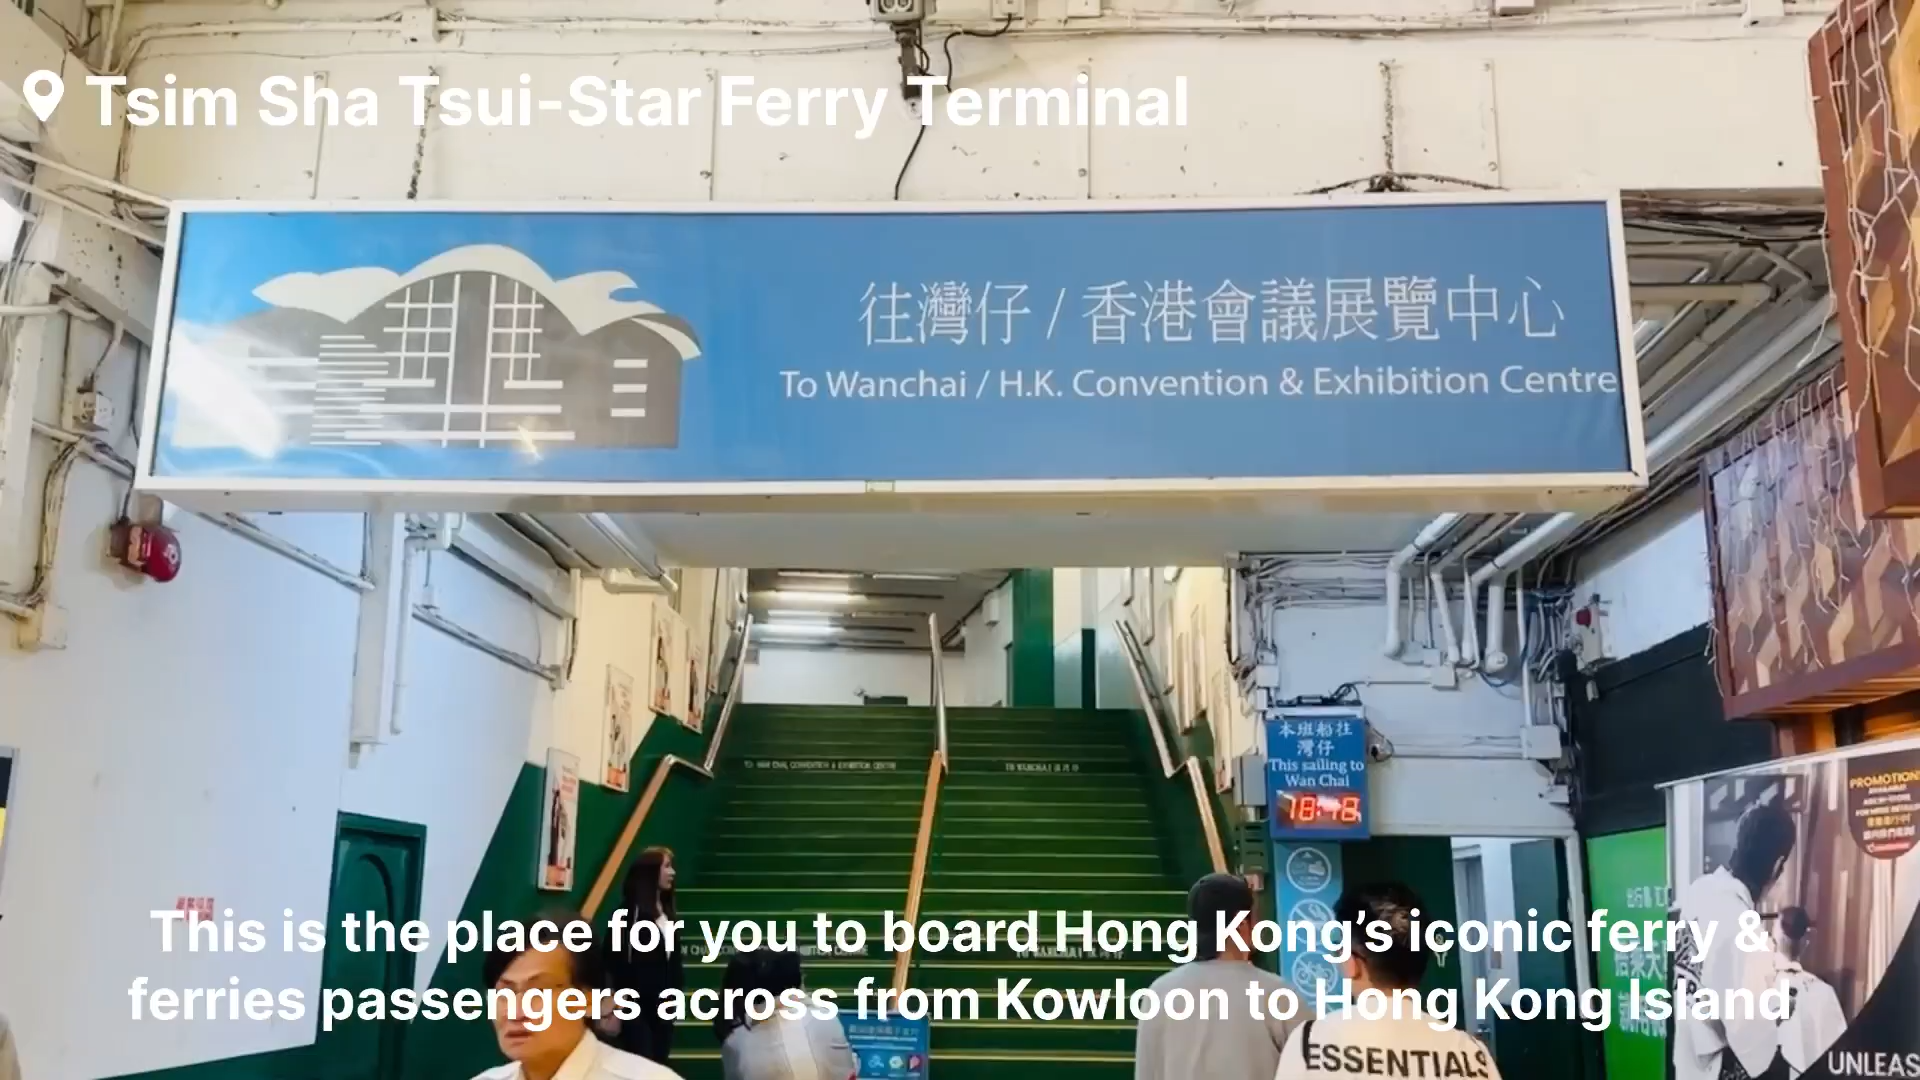 Tsim Sha Tsui-Star Ferry Terminal
往灣仔 / 香港會議展覽中心
To Wanchai / H.K. Convention & Exhibition Centre
本班船往
灣仔
This sailing to
Wan Chai
18:48
PROMOTION
This is the place for you to board Hong Kong’s iconic ferry &
ferries passengers across from Kowloon to Hong Kong Island
ESSENTIALS
UNLEAS